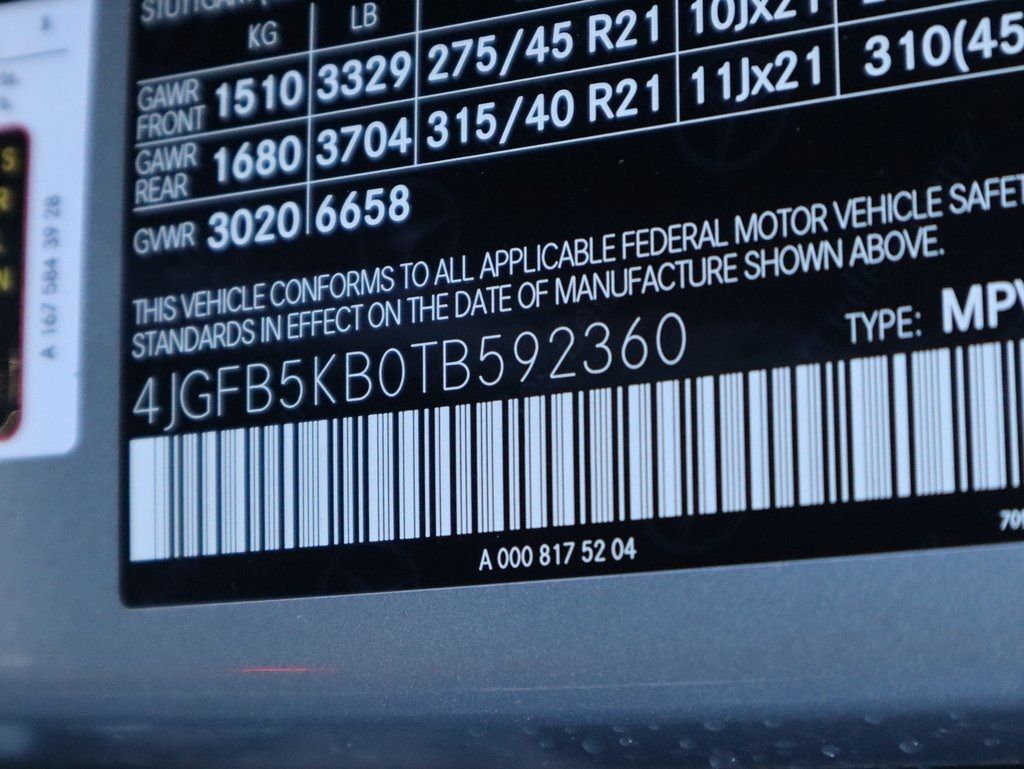 KG LB
GAWR FRONT 1510 3329 275/45 R21 10Jx21
GAWR REAR 1680 3704 315/40 R21 11Jx21 310(45
GVWR 3020 6658
THIS VEHICLE CONFORMS TO ALL APPLICABLE FEDERAL MOTOR VEHICLE SAFET
STANDARDS IN EFFECT ON THE DATE OF MANUFACTURE SHOWN ABOVE.
4JGFB5KB0TB592360 TYPE: MPV
A 000 817 52 04
A 167 584 39 28